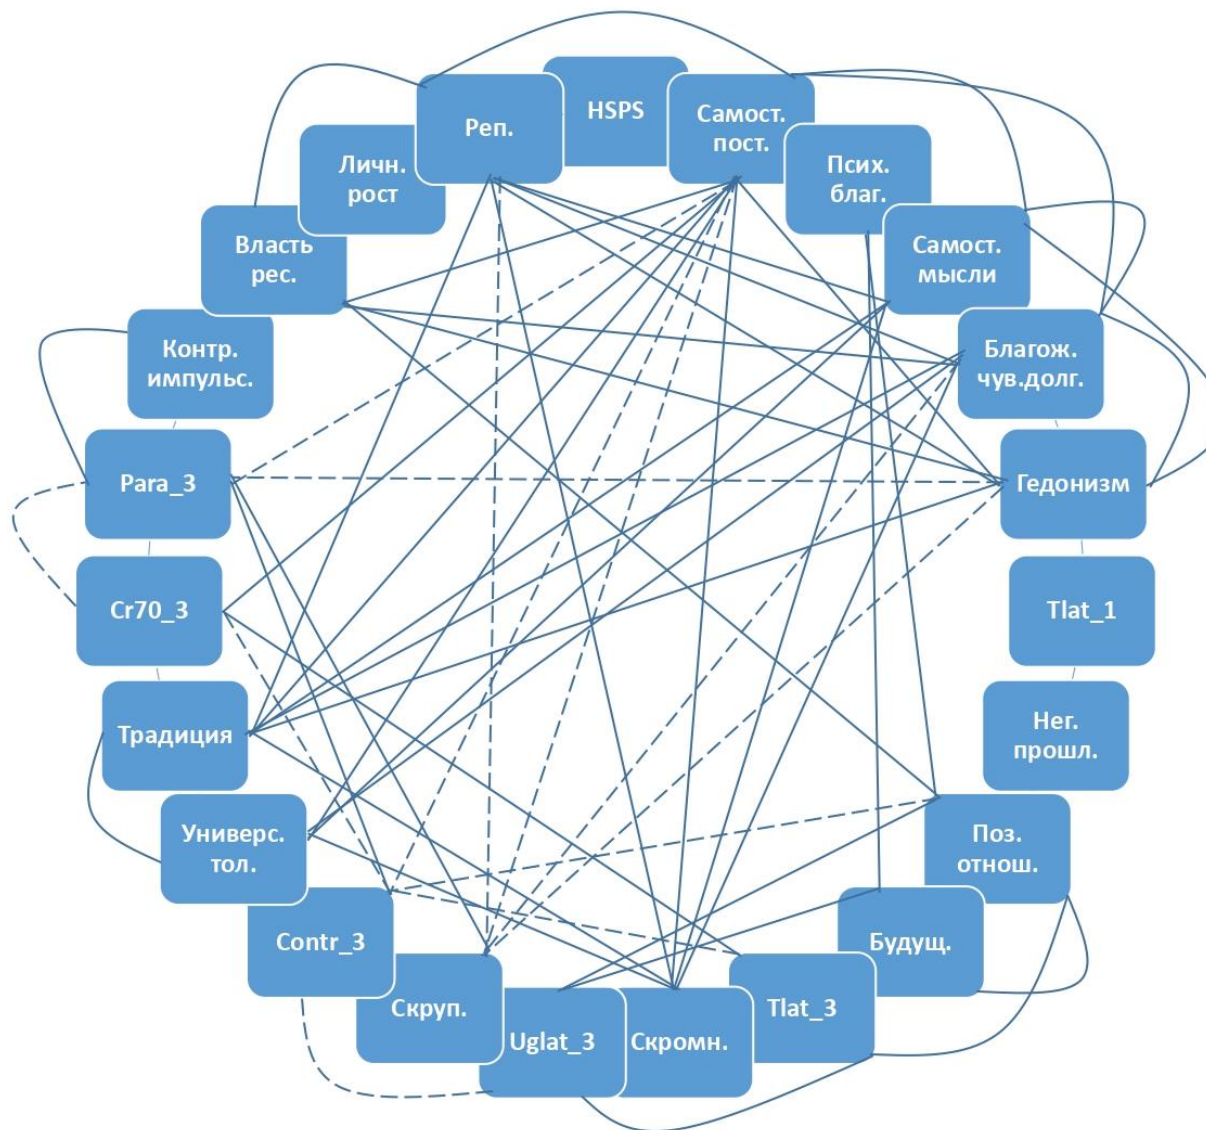 HSPS
Самост.
пост.
Псих.
благ.
Самост.
мысли
Благож.
чув.долг.
Гедонизм
Tlat_1
Нег.
прошл.
Поз.
отнош.
Будущ.
Tlat_3
Скромн.
Uglat_3
Скруп.
Contr_3
Универс.
тол.
Традиция
Cr70_3
Para_3
Контр.
импульс.
Власть
рес.
Личн.
рост
Реп.